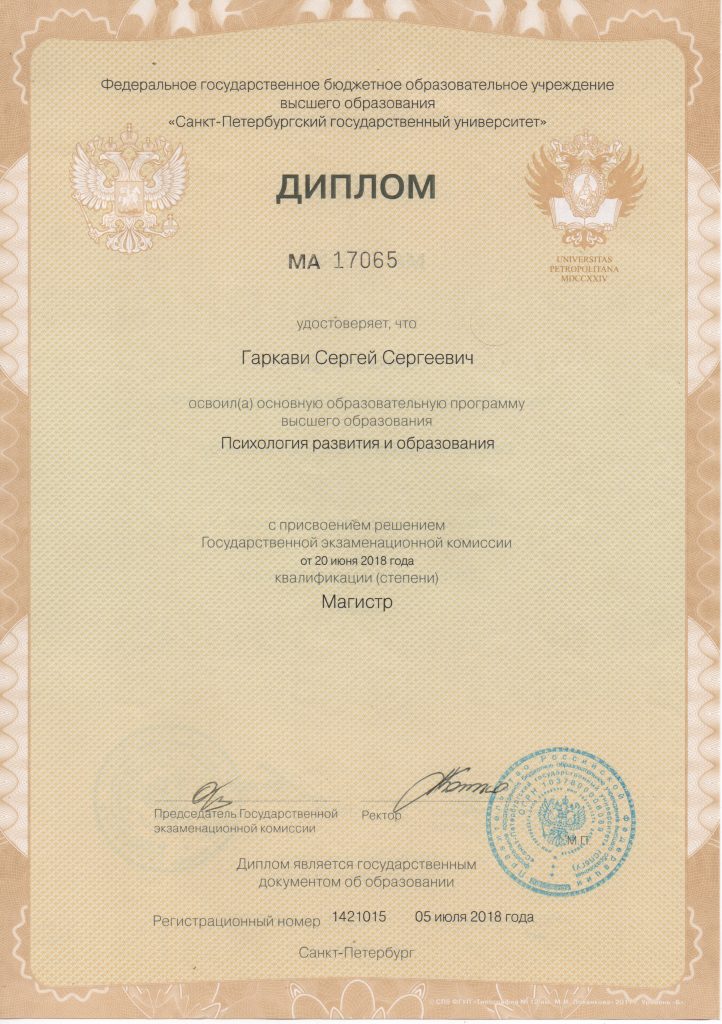 Федеральное государственное бюджетное образовательное учреждение
высшего образования
«Санкт-Петербургский государственный университет»
ДИПЛОМ
UNIVERSITAS
PETROPOLITANA
MDCCXXIV
МА 17065
удостоверяет, что
Гаркави Сергей Сергеевич
освоил(а) основную образовательную программу
высшего образования
Психология развития и образования
с присвоением решением
Государственной экзаменационной комиссии
от 20 июня 2018 года
квалификации (степени)
Магистр
Председатель Государственной
экзаменационной комиссии
Ректор
М.П.
Диплом является государственным
документом об образовании
Регистрационный номер 1421015 05 июля 2018 года
Санкт-Петербург